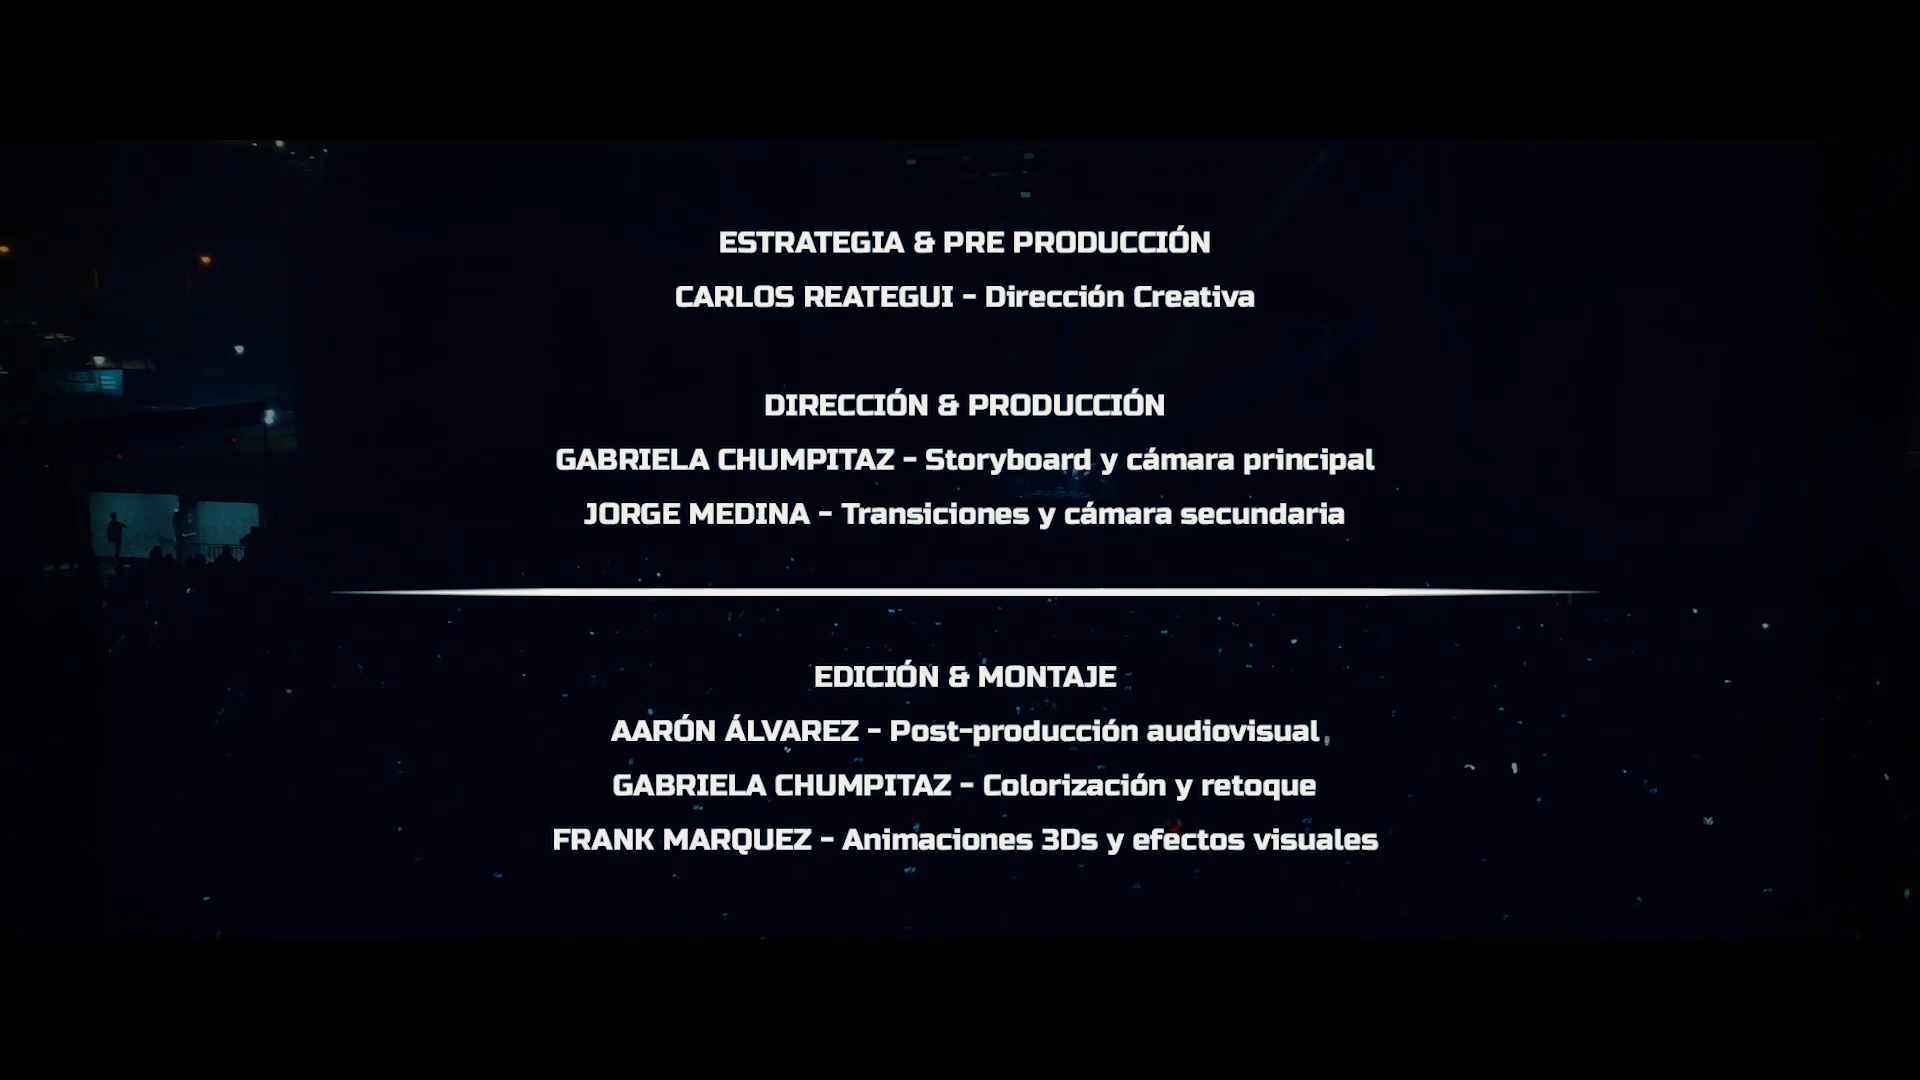 ESTRATEGIA & PRE PRODUCCIÓN
CARLOS REATEGUI - Dirección Creativa
DIRECCIÓN & PRODUCCIÓN
GABRIELA CHUMPITAZ - Storyboard y cámara principal
JORGE MEDINA - Transiciones y cámara secundaria
EDICIÓN & MONTAJE
AARÓN ÁLVAREZ - Post-producción audiovisual
GABRIELA CHUMPITAZ - Colorización y retoque
FRANK MARQUEZ - Animaciones 3Ds y efectos visuales